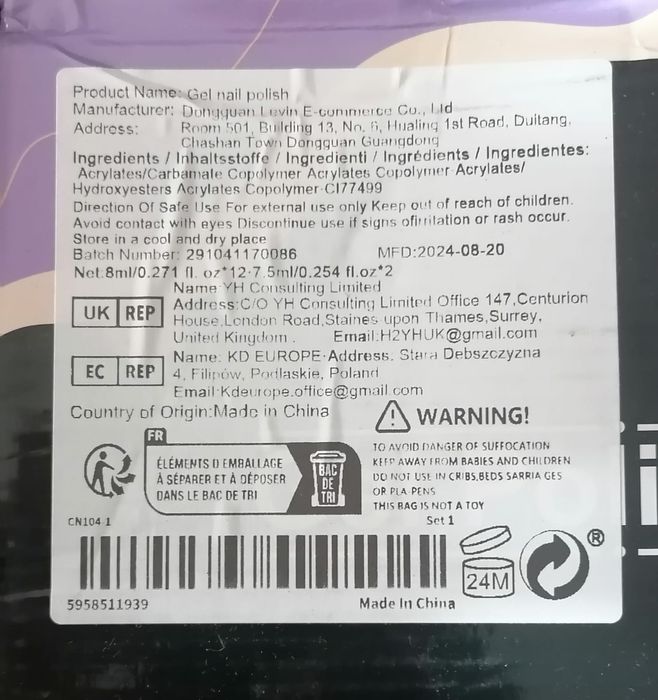 Product Name: Gel nail polish
Manufacturer: Dongguan Levin E-commerce Co., Ltd
Address: Room 501, Building 13, No. 6, Hualing 1st Road, Duitang,
Chashan Town Dongguan Guangdong
Ingredients / Inhaltsstoffe / Ingredienti / Ingrédients / Ingredientes:
Acrylates/Carbamate Copolymer Acrylates Copolymer Acrylates/
Hydroxyesters Acrylates Copolymer CI77499
Direction Of Safe Use For external use only Keep out of reach of children.
Avoid contact with eyes Discontinue use if signs ofirritation or rash occur.
Store in a cool and dry place
Batch Number: 291041170086 MFD:2024-08-20
Net:8ml/0.271 fl. oz*12·7.5ml/0.254 fl.oz*2
UK REP
Name:YH Consulting Limited
Address:C/O YH Consulting Limited Office 147,Centurion
House,London Road,Staines upon Thames,Surrey,
United Kingdom. Email:H2YHUK@gmail.com
EC REP
Name: KD EUROPE Address. Stara Debszczyzna
4, Filipów, Podlaskie, Poland
Email:Kdeurope.office@gmail.com
Country of Origin:Made in China
WARNING!
TO AVOID DANGER OF SUFFOCATION
KEEP AWAY FROM BABIES AND CHILDREN
DO NOT USE IN CRIBS,BEDS SARRIA GES
OR PLA PENS
THIS BAG IS NOT A TOY
FR
ÉLÉMENTS D EMBALLAGE
À SÉPARER ET À DÉPOSER
DANS LE BAC DE TRI
BAC
DE
TRI
CN104 1
Set 1
5958511939
Made In China
24M
®